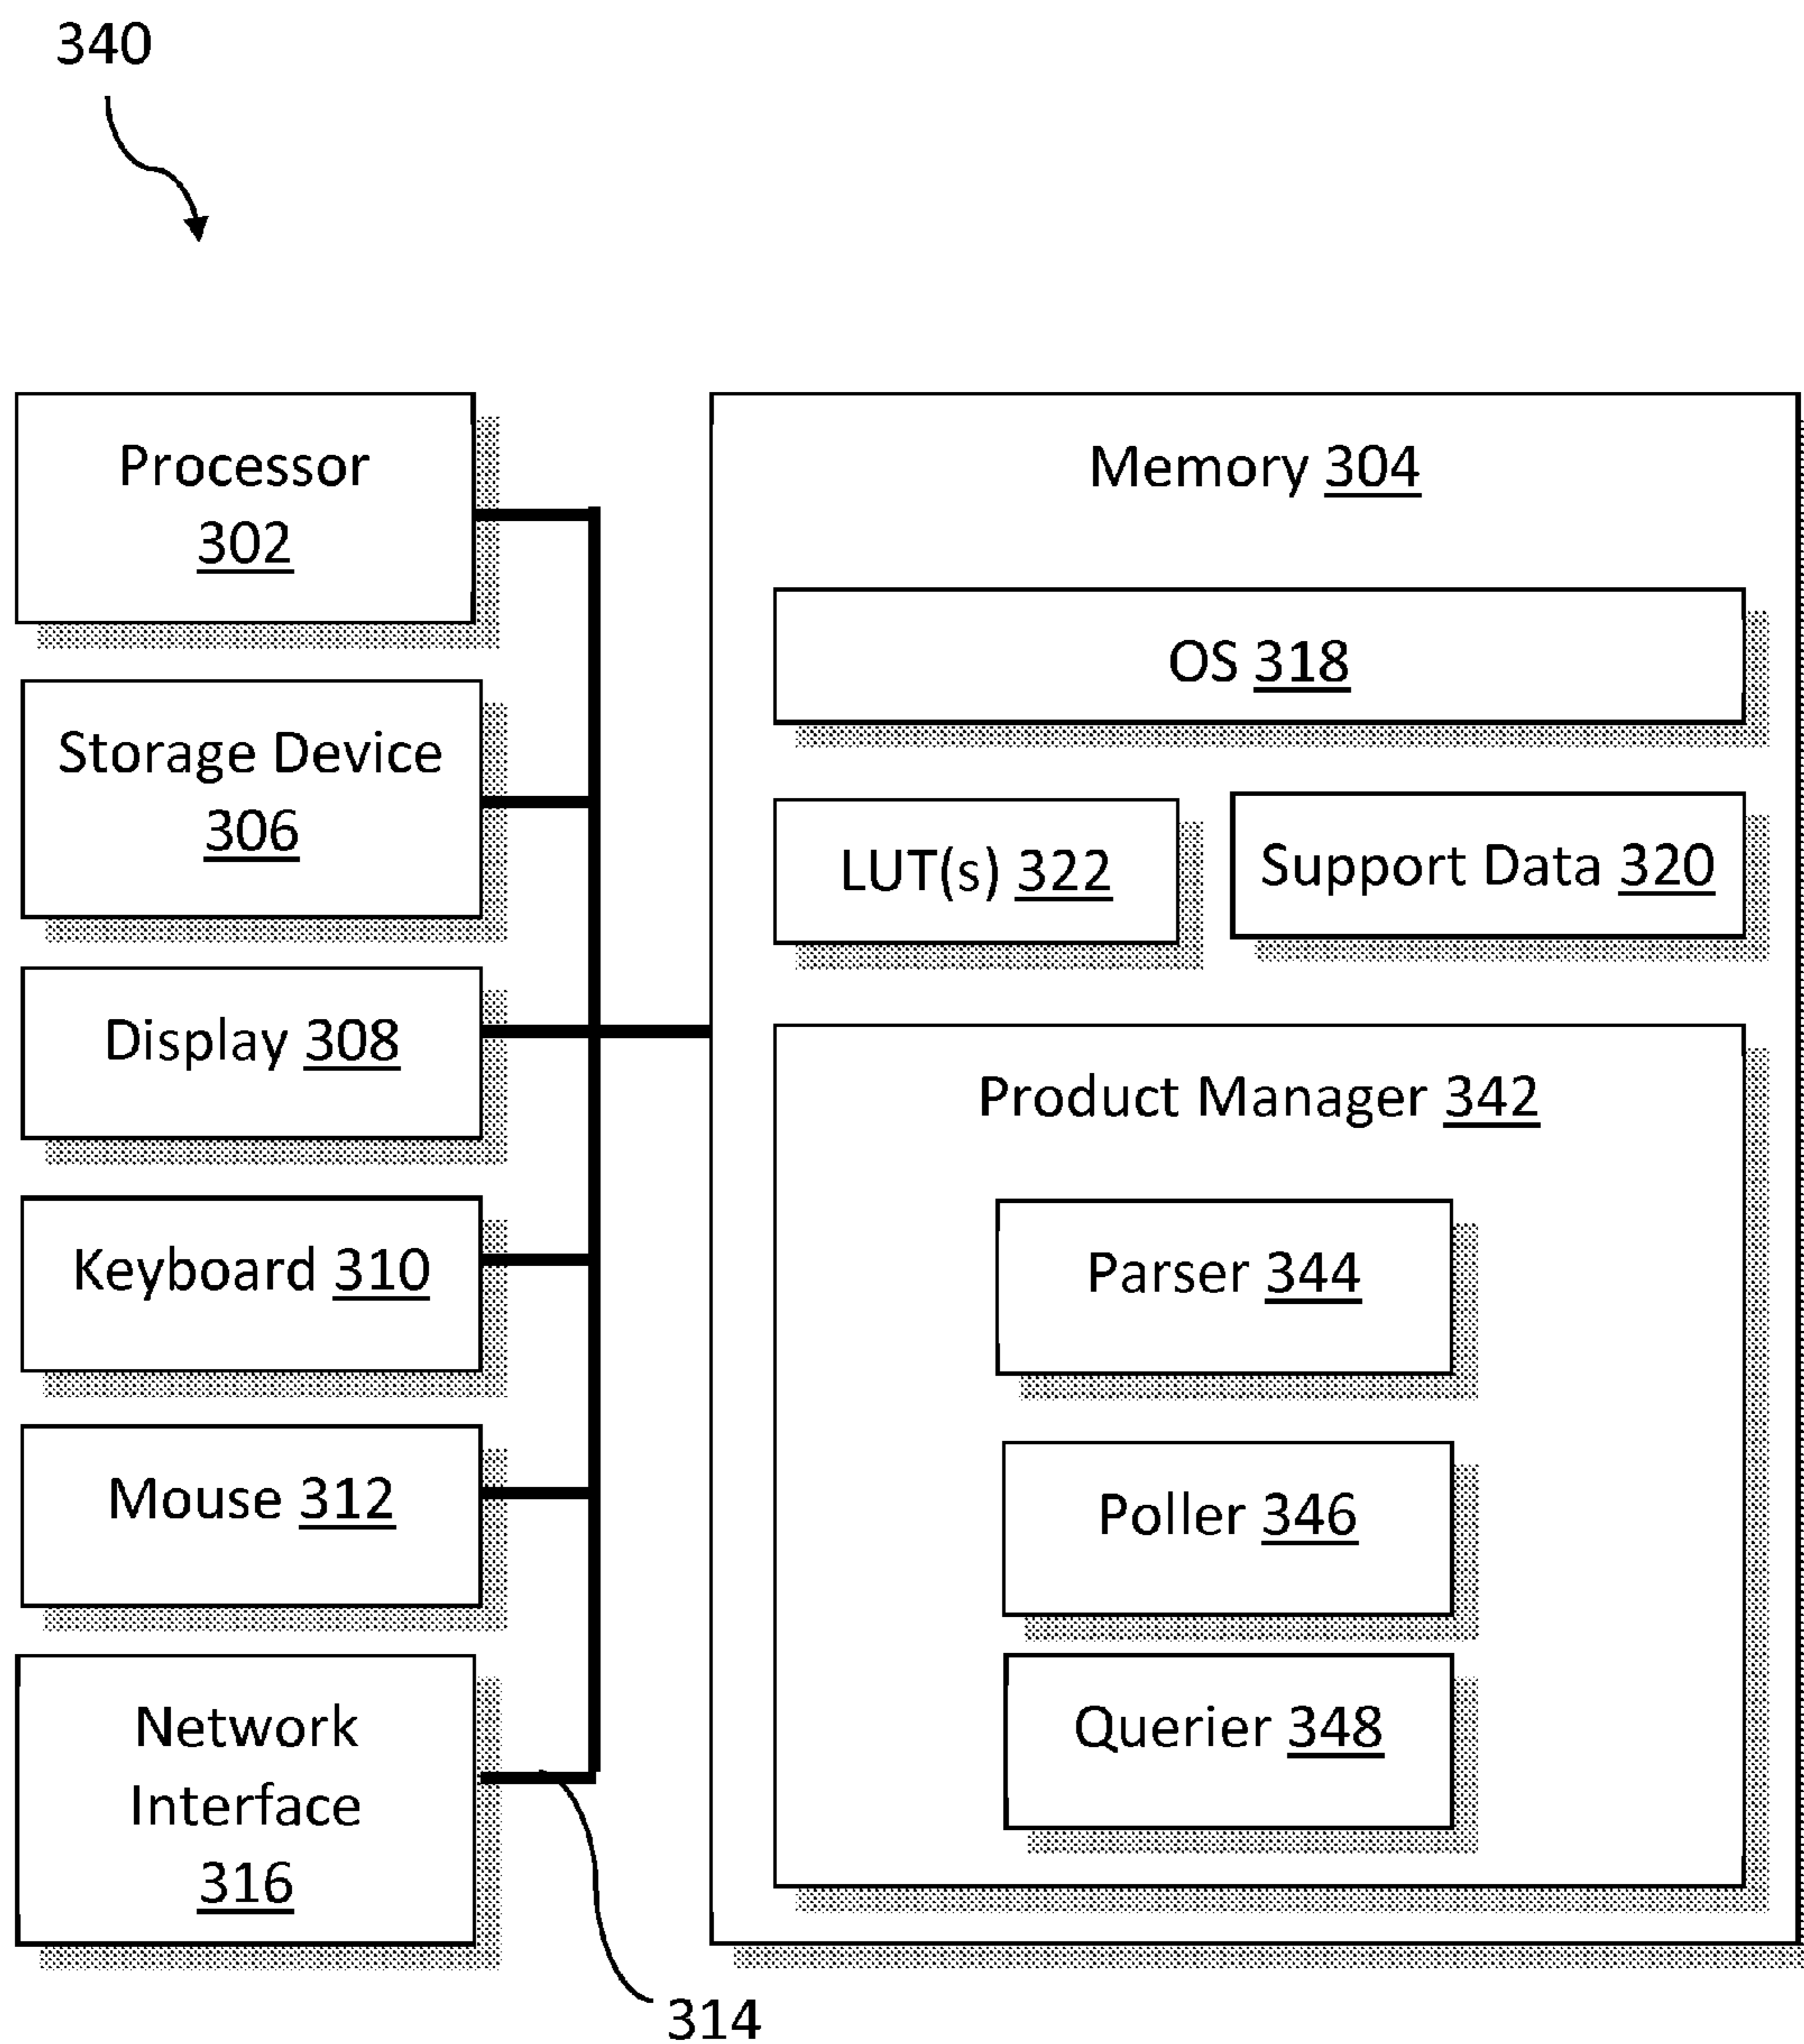 340
Processor
302
Storage Device
306
Display 308
Keyboard 310
Mouse 312
Network
Interface
316
314
Memory 304
OS 318
LUT(s) 322
Support Data 320
Product Manager 342
Parser 344
Poller 346
Querier 348